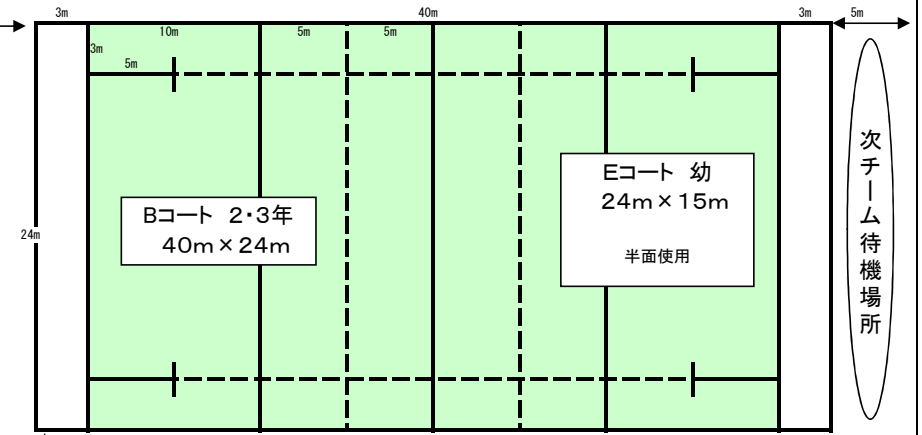 3m
40m
3m
5m
10m
5m
5m
3m
5m
Bコート 2・3年
40m×24m
Eコート 幼
24m×15m
半面使用
24m
次チーム待機場所